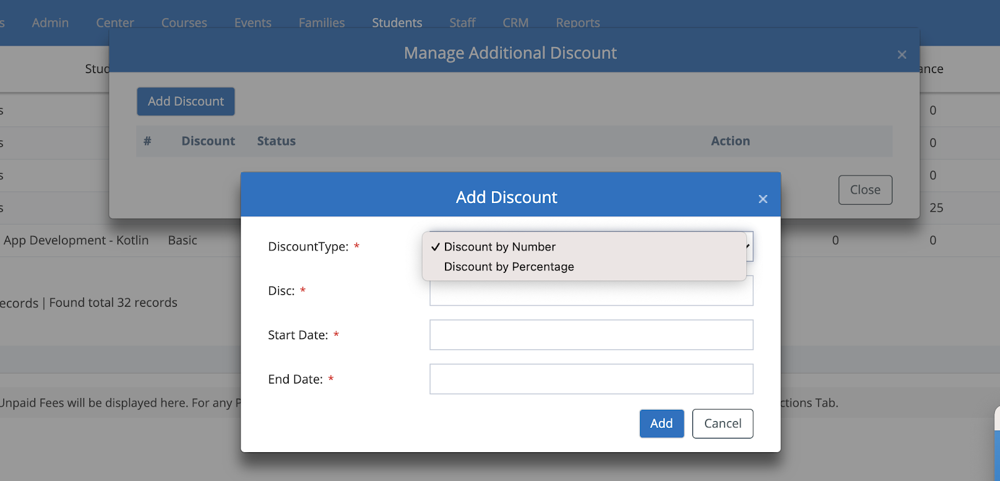 s Admin Center Courses Events Families Students Staff CRM Reports
Manage Additional Discount ×
Stud ance
Add Discount
s 0
# Discount Status Action
s 0
s 0
Close
Add Discount ×
s 25
App Development - Kotlin Basic 0 0
DiscountType: *
✓ Discount by Number
Discount by Percentage
Disc: *
ecords | Found total 32 records
Start Date: *
End Date: *
Unpaid Fees will be displayed here. For any P ctions Tab.
Add Cancel